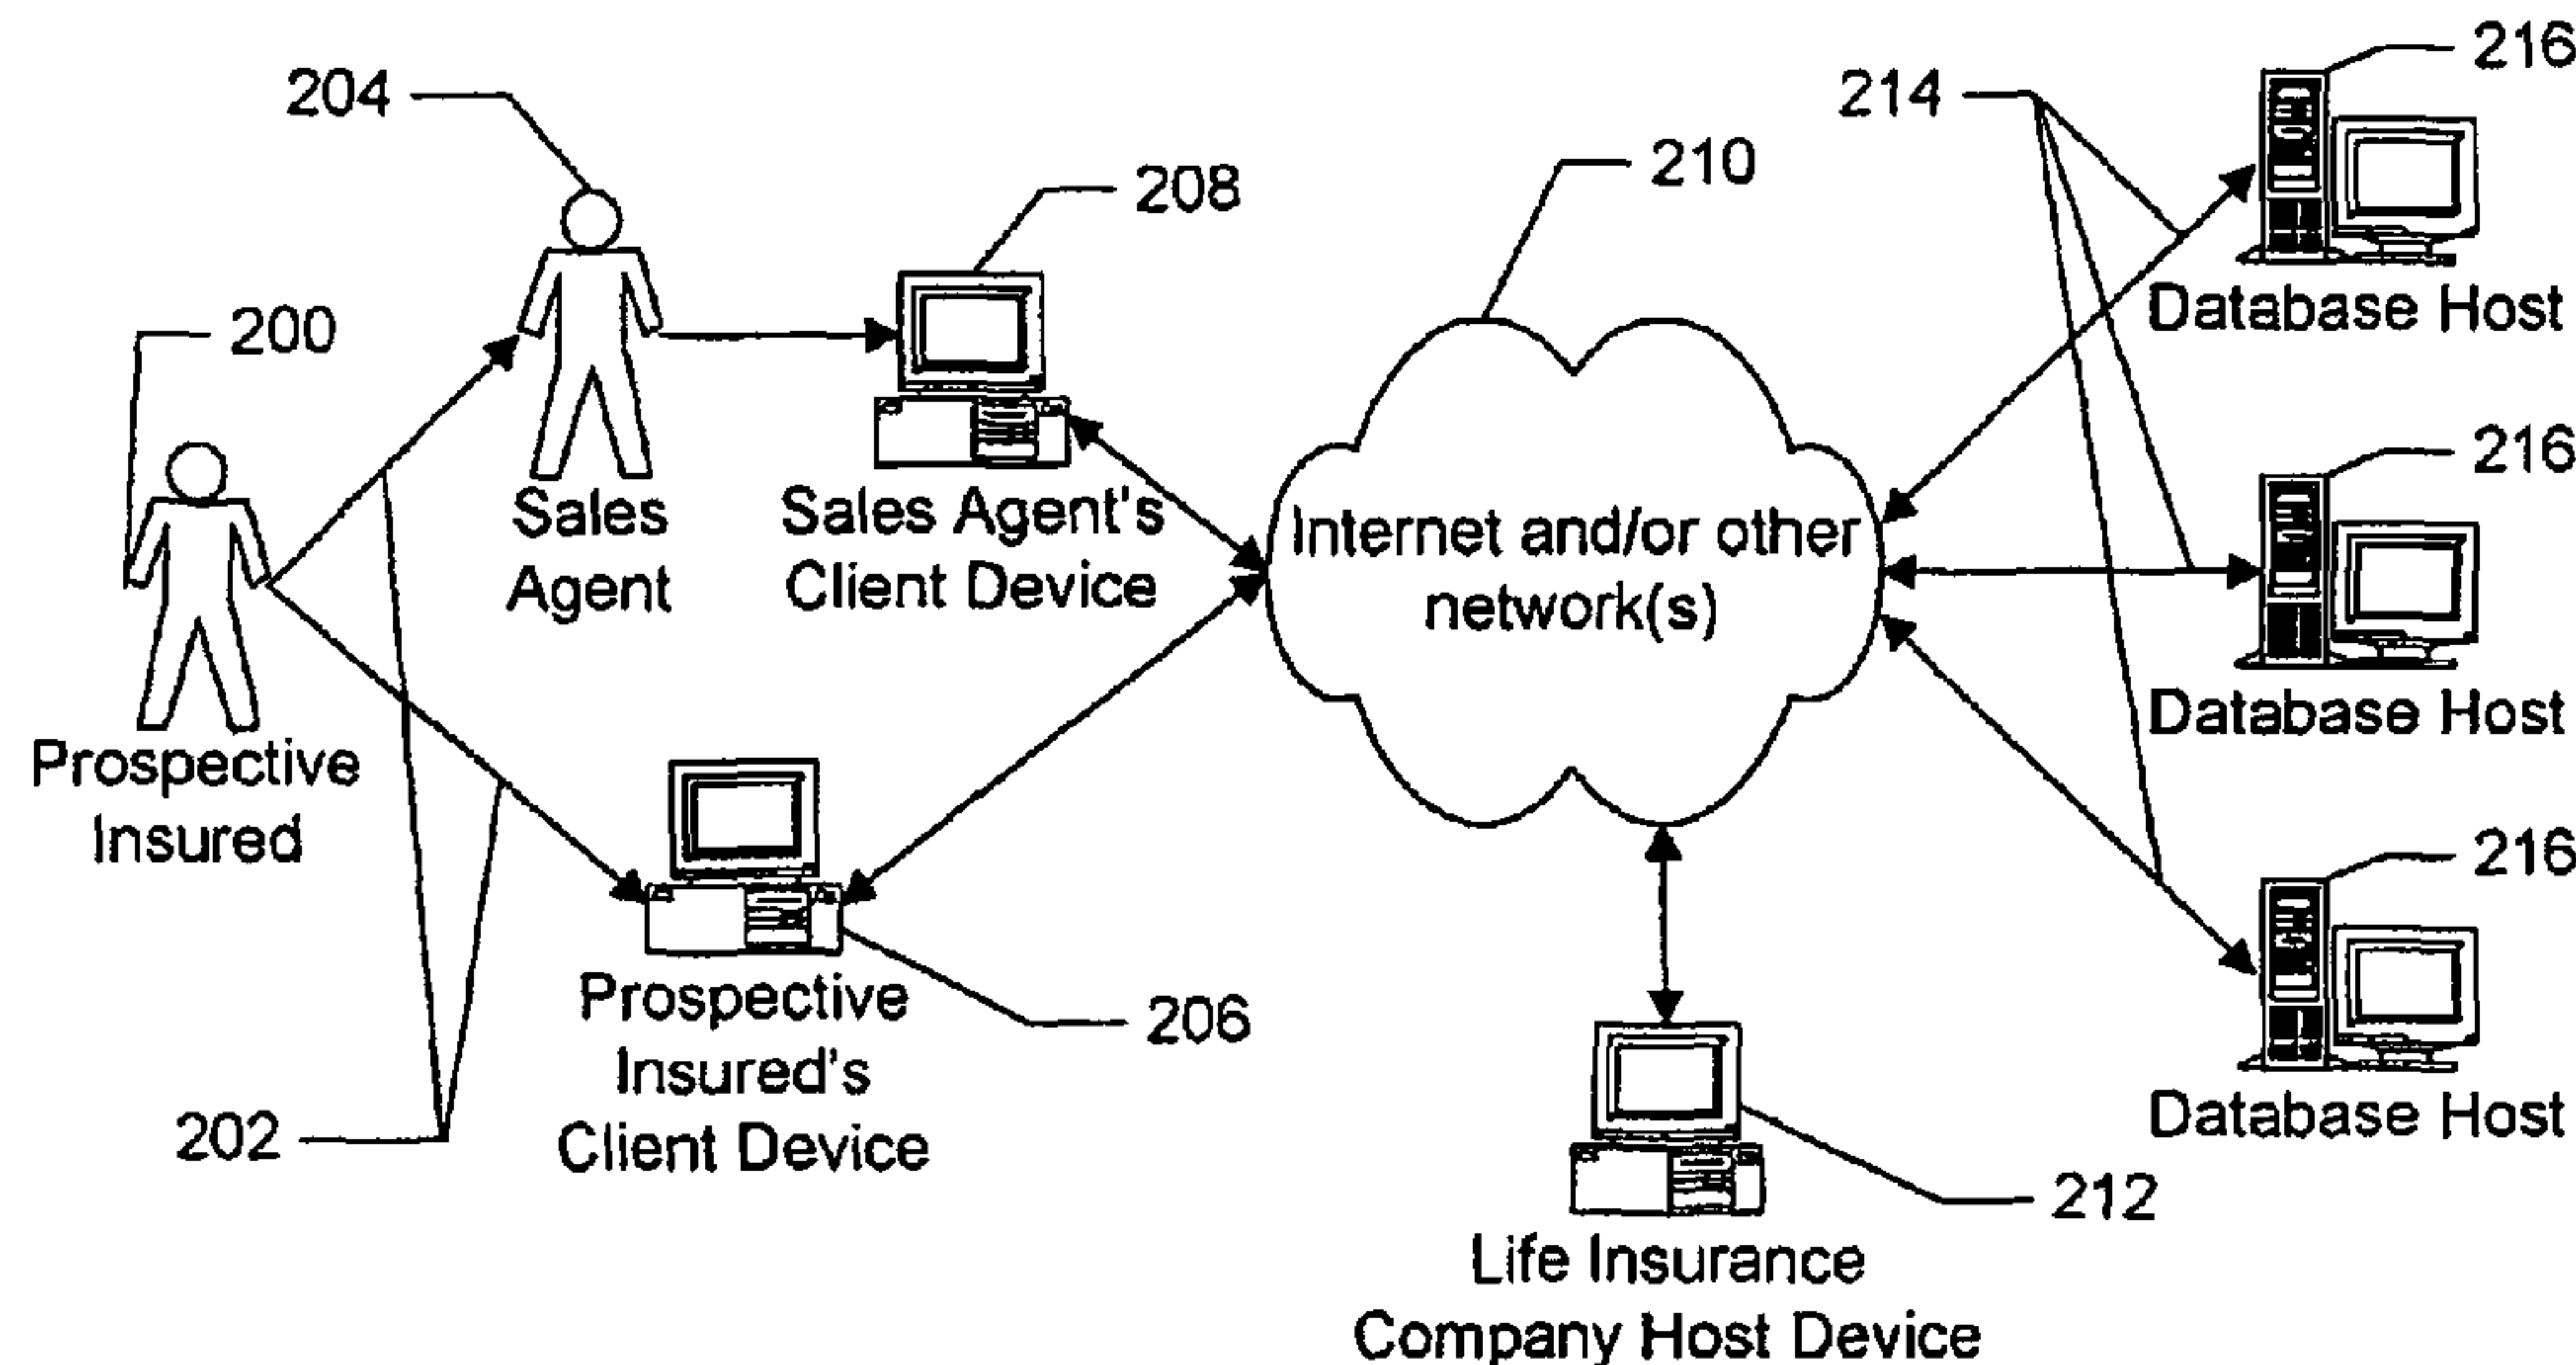 216
204
214
210
208
200
Database Host
216
Sales
Agent
Sales Agent's
Client Device
Internet and/or other
network(s)
Database Host
Prospective
Insured
216
Prospective
Insured's
Client Device
206
202
Database Host
212
Life Insurance
Company Host Device